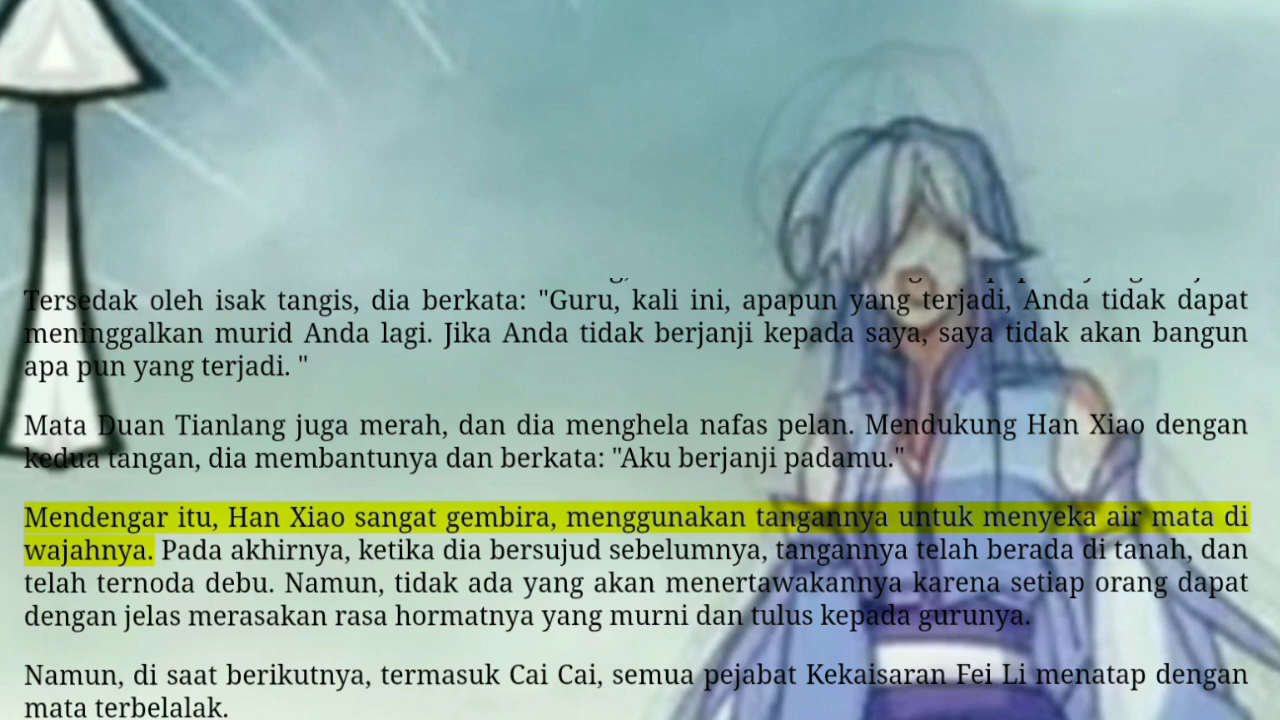 Tersedak oleh isak tangis, dia berkata: "Guru, kali ini, apapun yang terjadi, Anda tidak dapat
meninggalkan murid Anda lagi. Jika Anda tidak berjanji kepada saya, saya tidak akan bangun
apa pun yang terjadi. "
Mata Duan Tianlang juga merah, dan dia menghela nafas pelan. Mendukung Han Xiao dengan
kedua tangan, dia membantunya dan berkata: "Aku berjanji padamu."
Mendengar itu, Han Xiao sangat gembira, menggunakan tangannya untuk menyeka air mata di
wajahnya. Pada akhirnya, ketika dia bersujud sebelumnya, tangannya telah berada di tanah, dan
telah ternoda debu. Namun, tidak ada yang akan menertawakannya karena setiap orang dapat
dengan jelas merasakan rasa hormatnya yang murni dan tulus kepada gurunya.
Namun, di saat berikutnya, termasuk Cai Cai, semua pejabat Kekaisaran Fei Li menatap dengan
mata terbelalak.